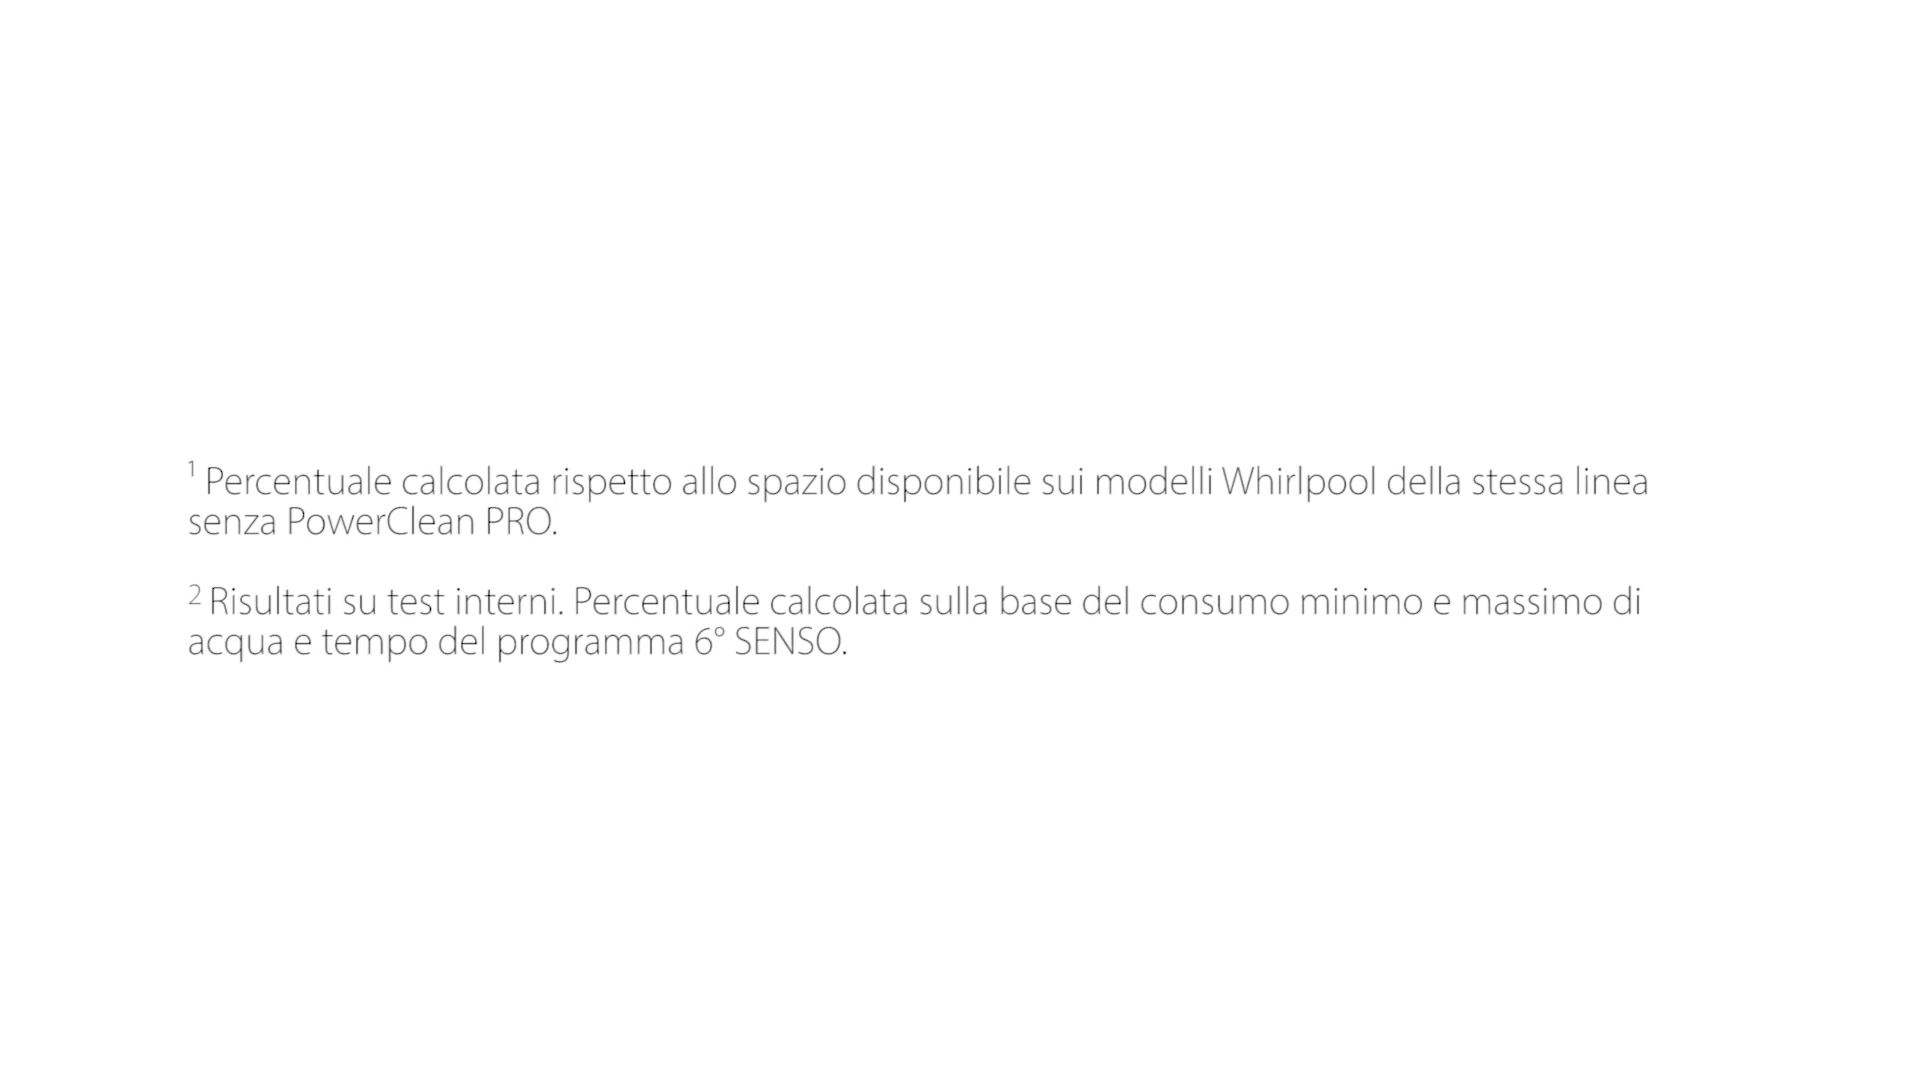 ¹ Percentuale calcolata rispetto allo spazio disponibile sui modelli Whirlpool della stessa linea
senza PowerClean PRO.
² Risultati su test interni. Percentuale calcolata sulla base del consumo minimo e massimo di
acqua e tempo del programma 6° SENSO.